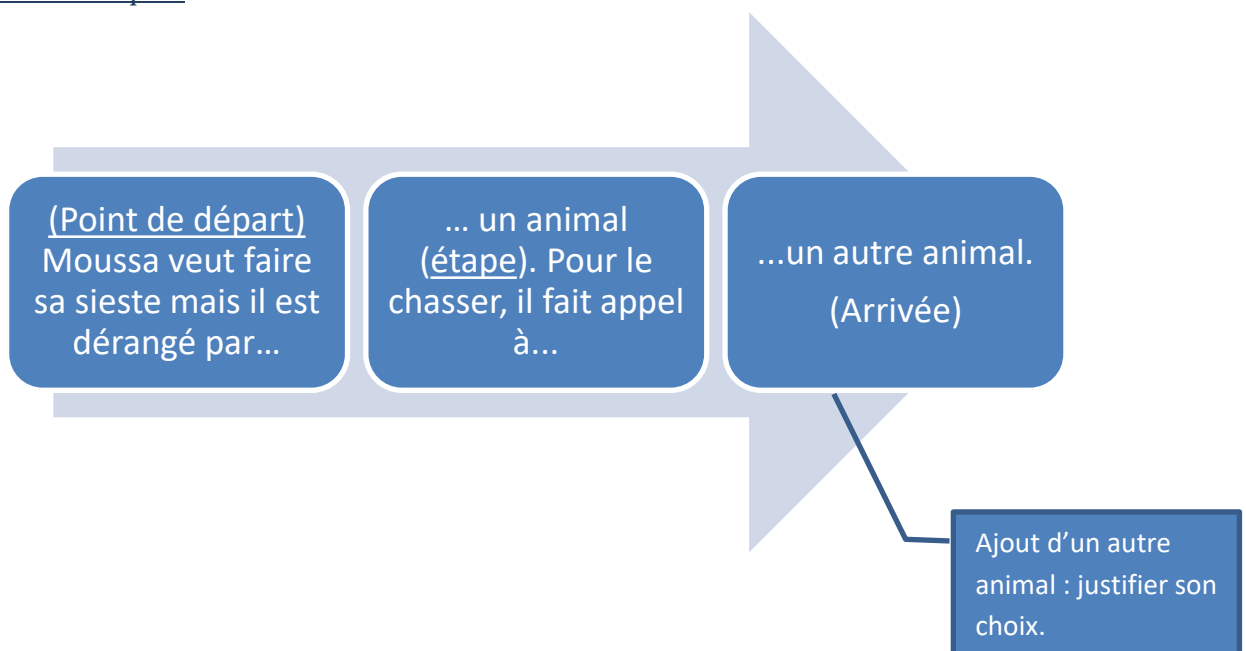 (Point de départ)
Moussa veut faire
sa sieste mais il est
dérangé par…
… un animal
(étape). Pour le
chasser, il fait appel
à...
...un autre animal.
(Arrivée)
Ajout d’un autre
animal : justifier son
choix.